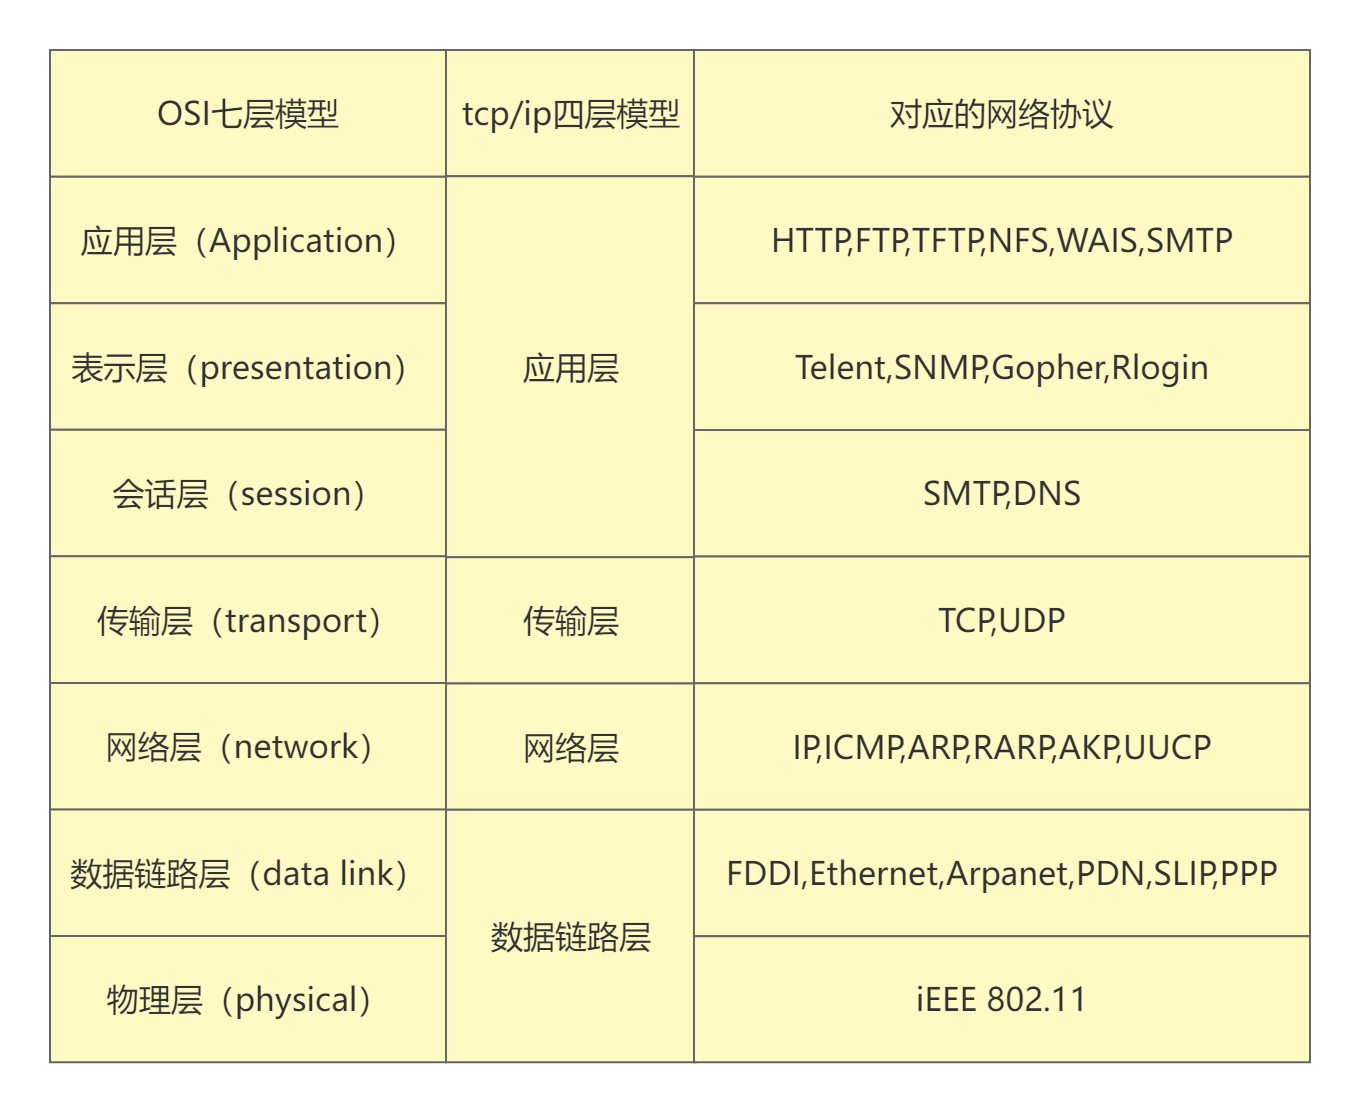 OSI七层模型
tcp/ip四层模型
对应的网络协议
应用层（Application）
HTTP,FTP,TFTP,NFS,WAIS,SMTP
表示层（presentation）
应用层
Telent,SNMP,Gopher,Rlogin
会话层（session）
SMTP,DNS
传输层（transport）
传输层
TCP,UDP
网络层（network）
网络层
IP,ICMP,ARP,RARP,AKP,UUCP
数据链路层（data link）
FDDI,Ethernet,Arpanet,PDN,SLIP,PPP
数据链路层
物理层（physical）
iEEE 802.11